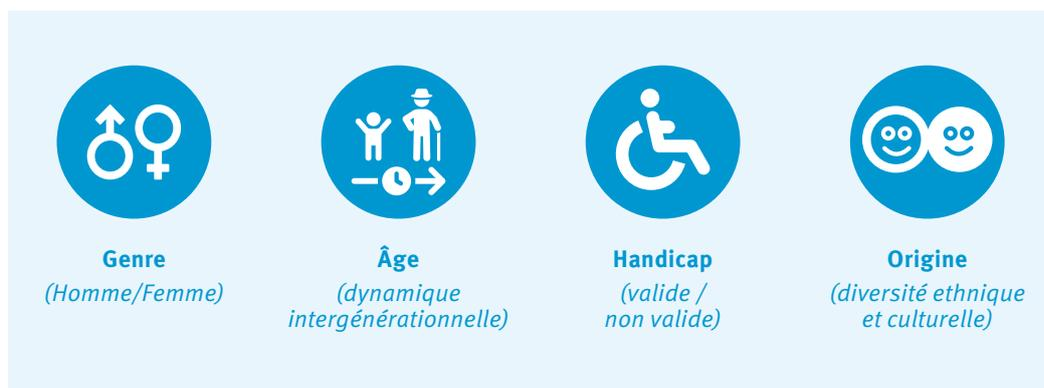 Genre
(Homme/Femme)
Âge
(dynamique
intergénérationnelle)
Handicap
(valide /
non valide)
Origine
(diversité ethnique
et culturelle)